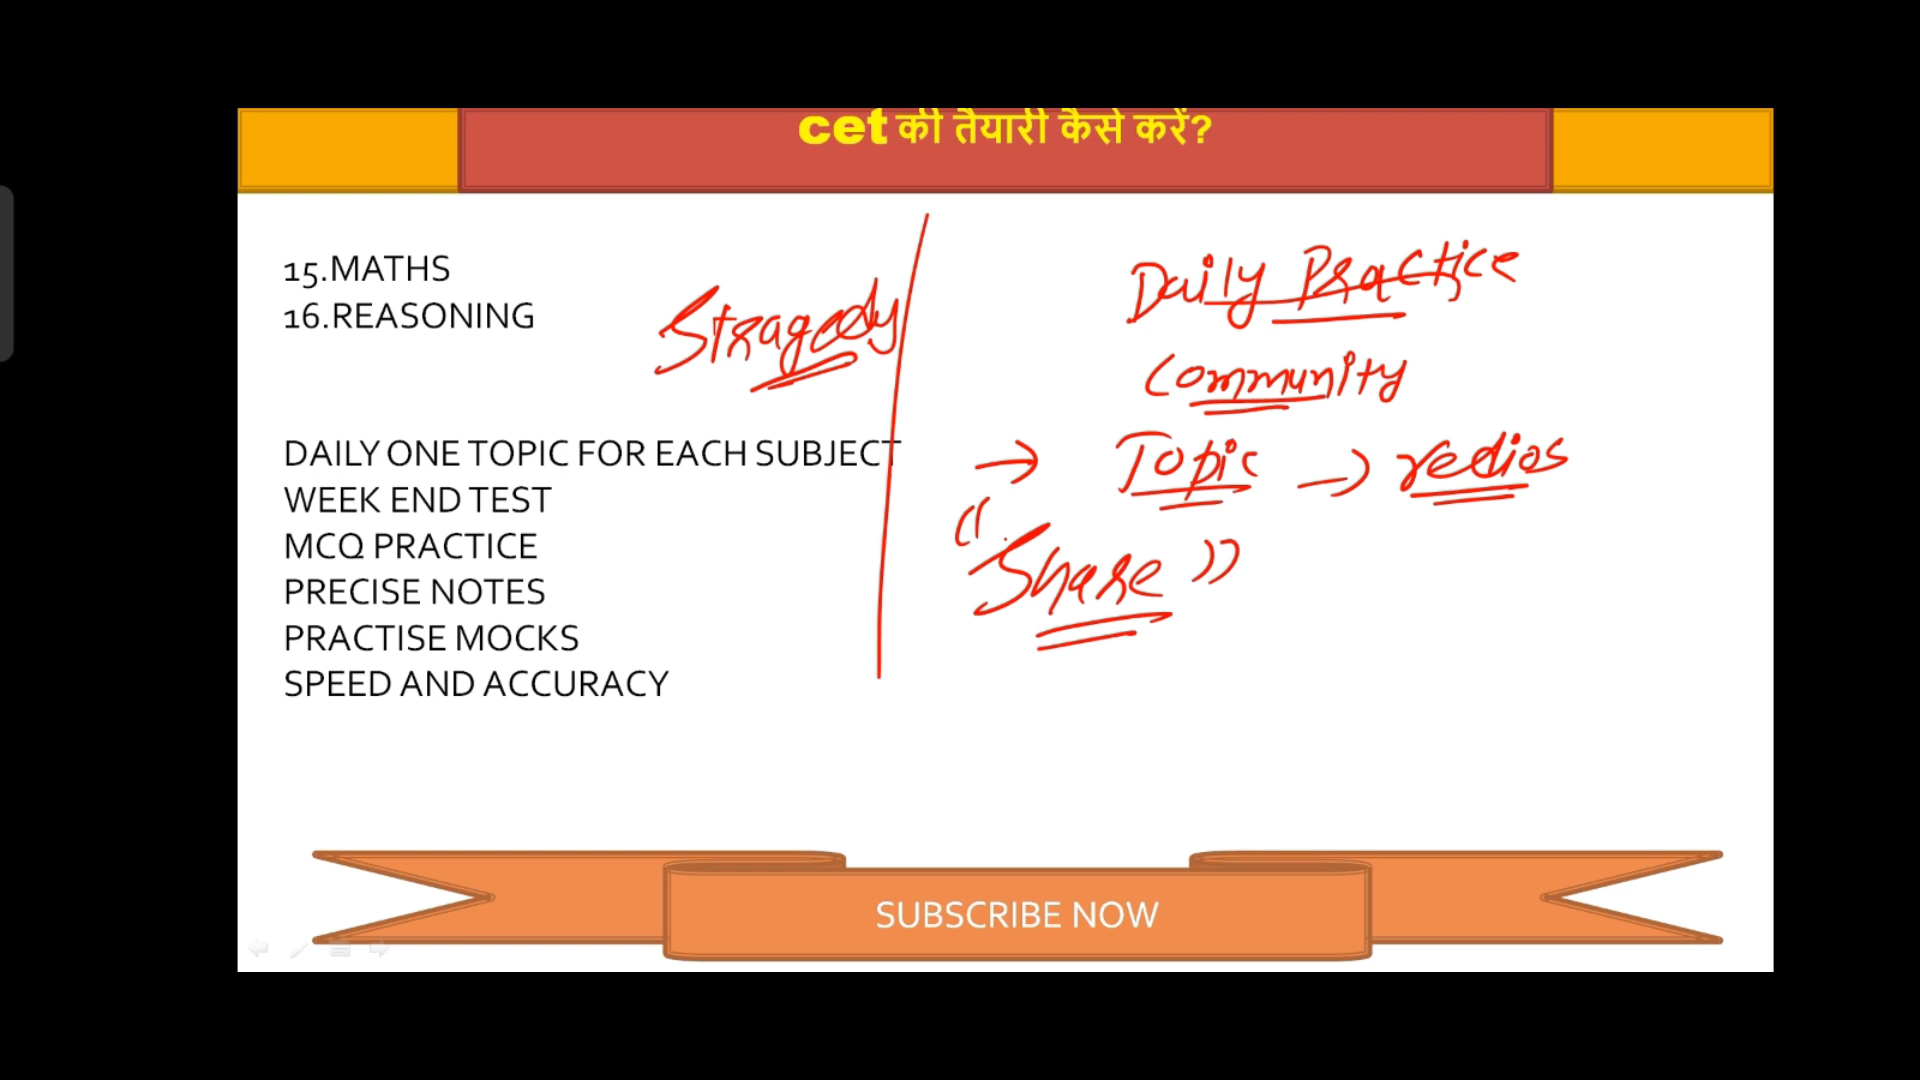 cet की तैयारी कैसे करें?
15.MATHS
16.REASONING
Stragedy
DAILY ONE TOPIC FOR EACH SUBJECT
WEEK END TEST
MCQ PRACTICE
PRECISE NOTES
PRACTISE MOCKS
SPEED AND ACCURACY
Daily Practice
Community
→ Topic →
"Share"
SUBSCRIBE NOW